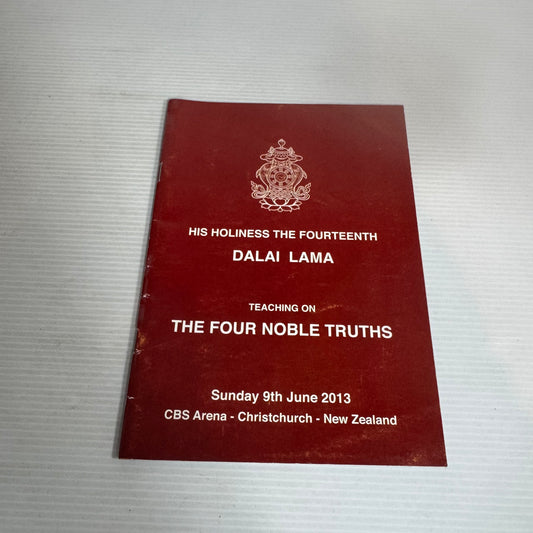 HIS HOLINESS THE FOURTEENTH
DALAI LAMA
TEACHING ON
THE FOUR NOBLE TRUTHS
Sunday 9th June 2013
CBS Arena - Christchurch - New Zealand